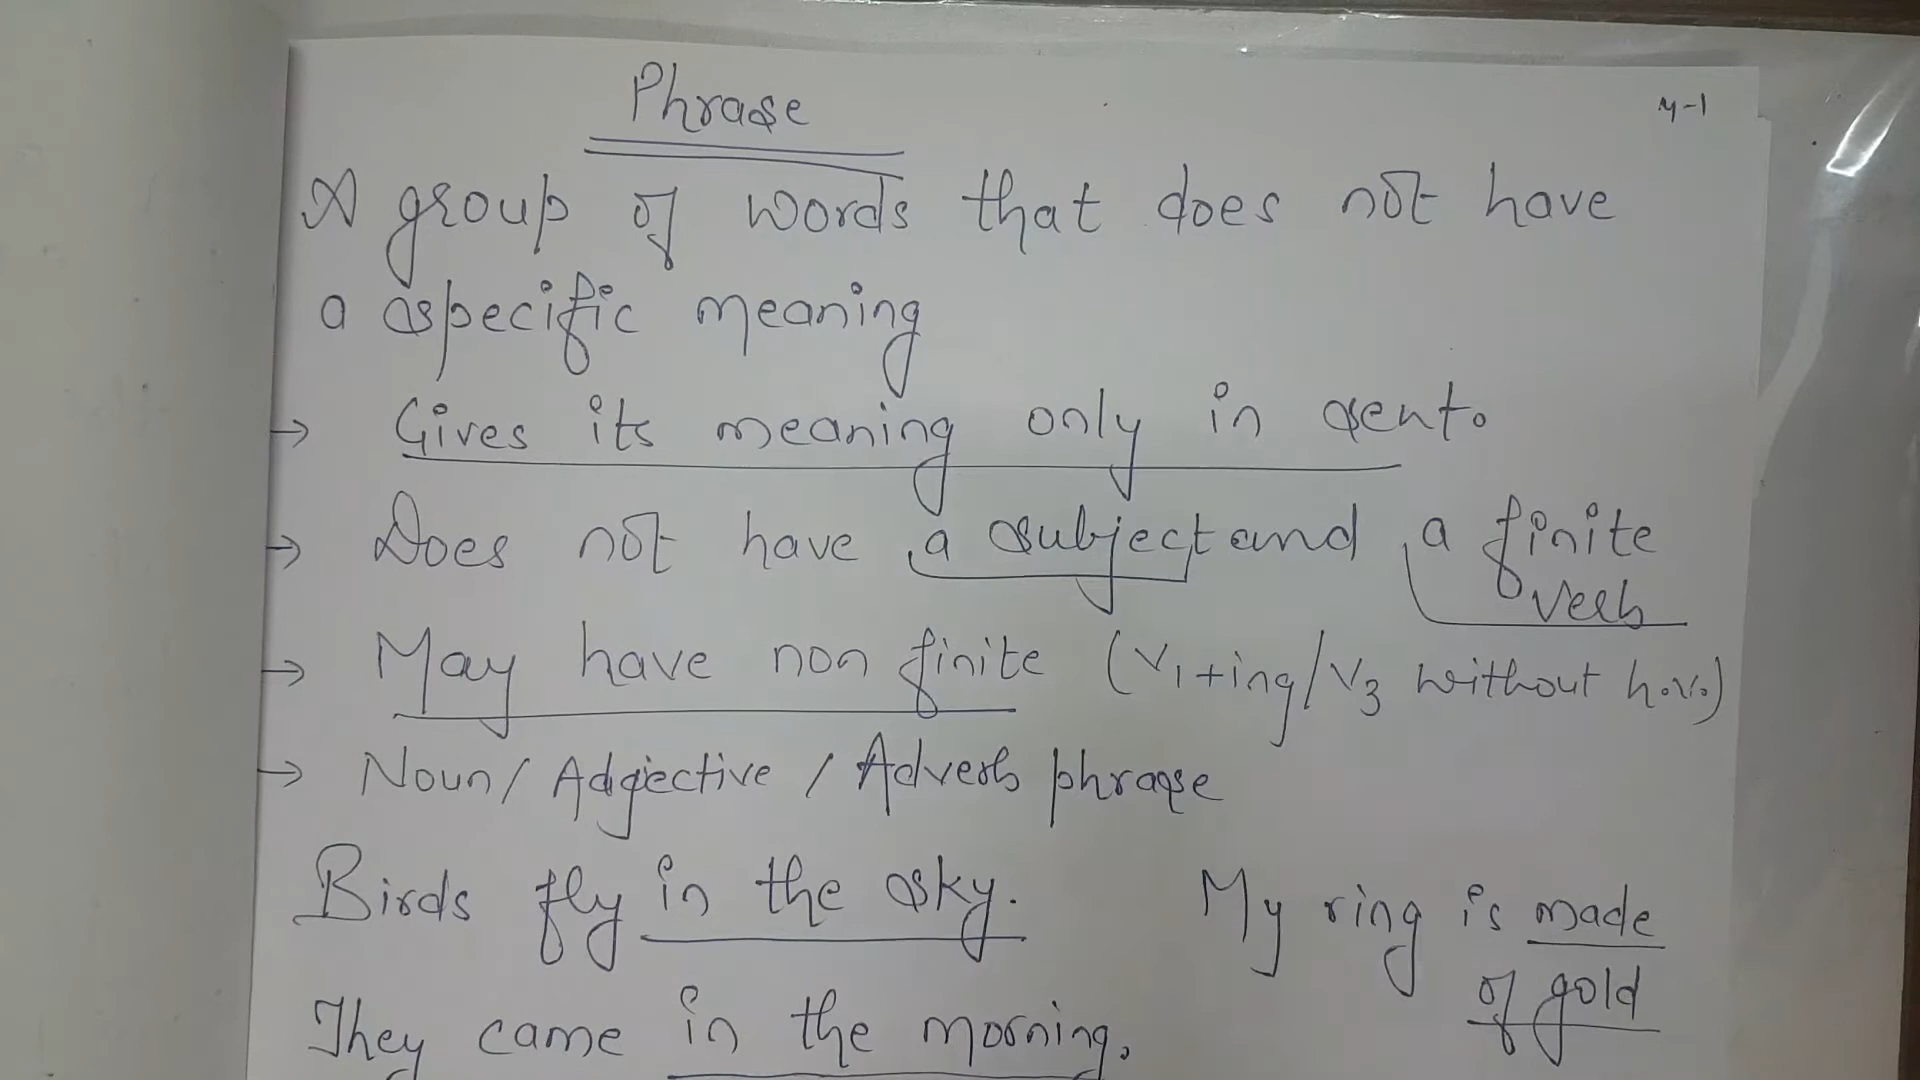 Phrase
4-1
A group of words that does not have
a specific meaning
→ Gives its meaning only in sent.
→ Does not have a subject and a finite
verb
→ May have non finite (V1+ing/V3 without h.v.)
→ Noun / Adjective / Adverb phrase
Birds fly in the sky.
My ring is made
of gold
They came in the morning.